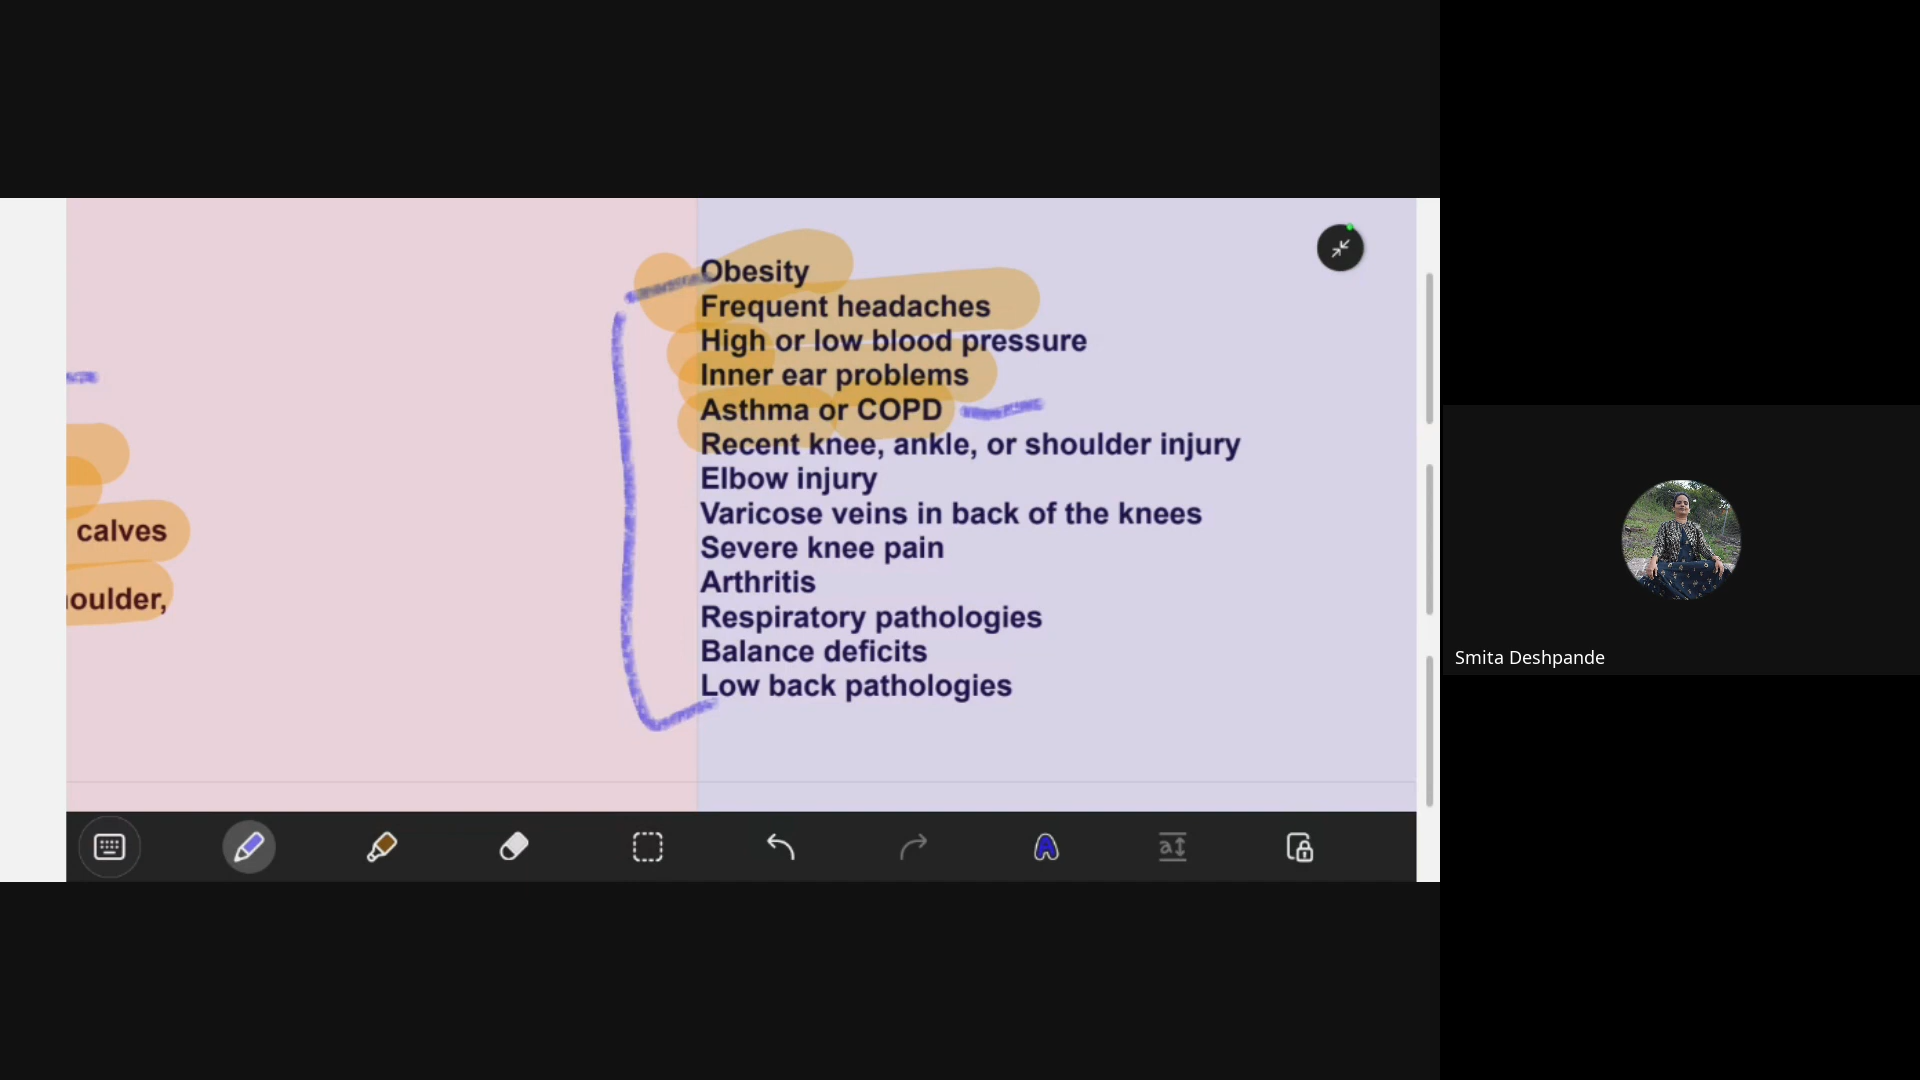 calves
oulder,
Obesity
Frequent headaches
High or low blood pressure
Inner ear problems
Asthma or COPD
Recent knee, ankle, or shoulder injury
Elbow injury
Varicose veins in back of the knees
Severe knee pain
Arthritis
Respiratory pathologies
Balance deficits
Low back pathologies
Smita Deshpande